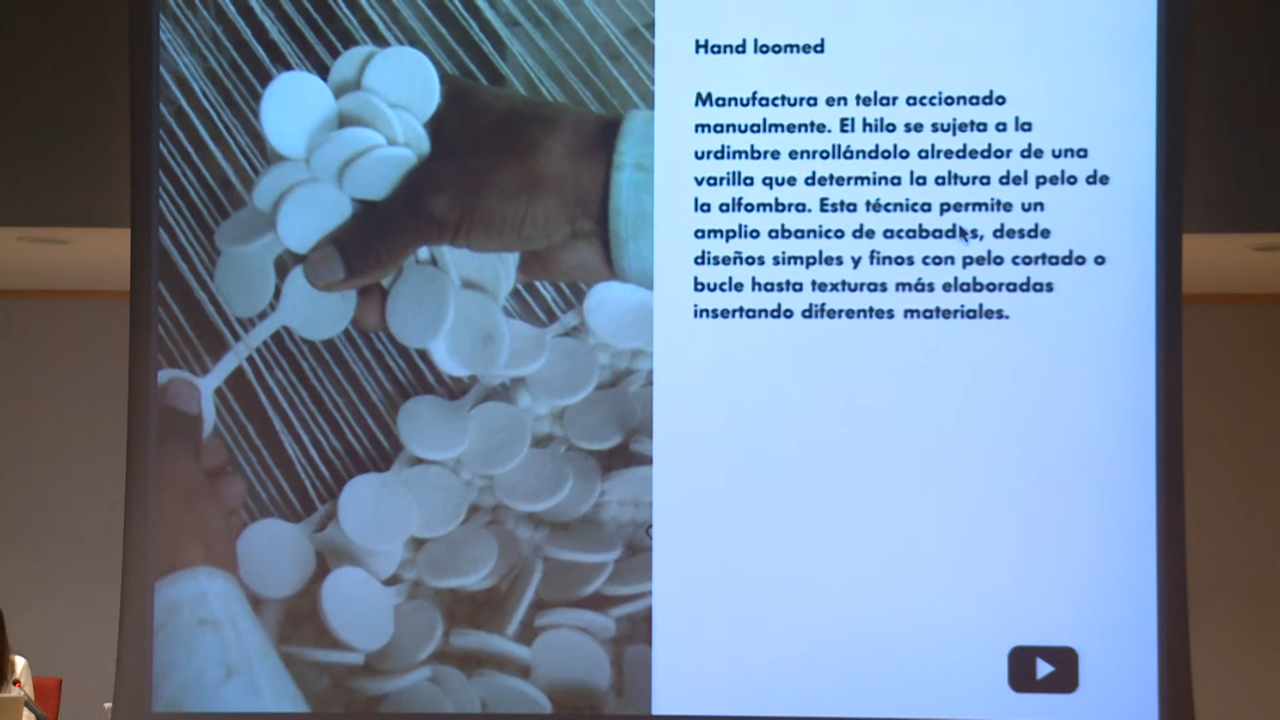 Hand loomed
Manufactura en telar accionado
manualmente. El hilo se sujeta a la
urdimbre enrollándolo alrededor de una
varilla que determina la altura del pelo de
la alfombra. Esta técnica permite un
amplio abanico de acabados, desde
diseños simples y finos con pelo cortado o
bucle hasta texturas más elaboradas
insertando diferentes materiales.